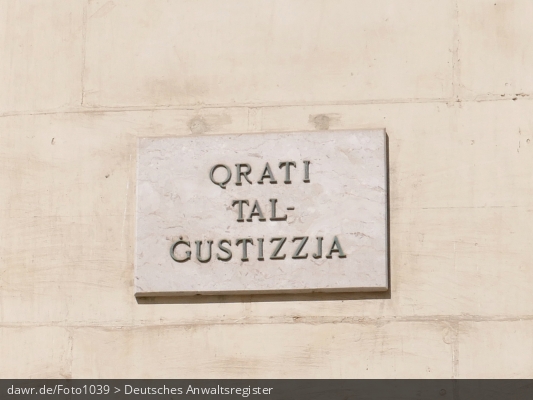 QRATI
TAL-
ĠUSTIZZJA
dawr.de/Foto1039 > Deutsches Anwaltsregister